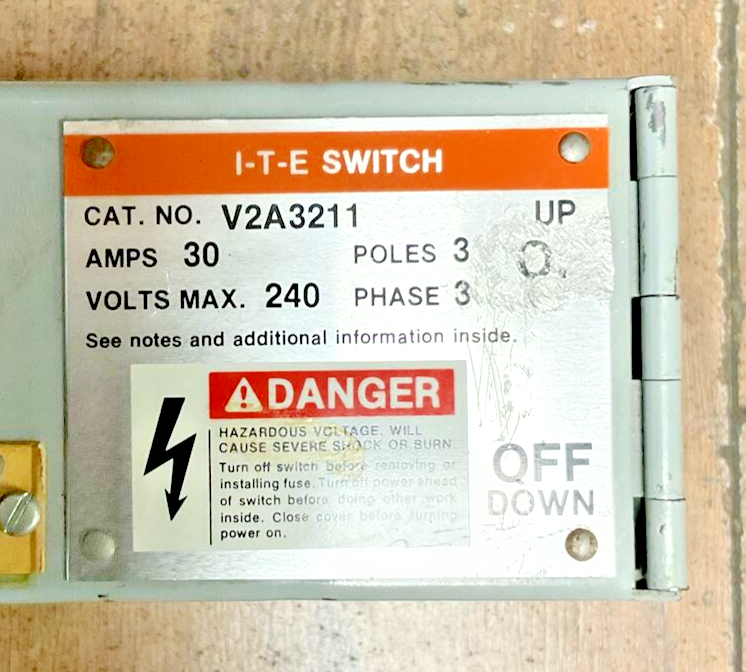 I-T-E SWITCH
CAT. NO. V2A3211
UP
AMPS 30 POLES 3
VOLTS MAX. 240 PHASE 3
See notes and additional information inside.
DANGER
HAZARDOUS VOLTAGE. WILL
CAUSE SEVERE SHOCK OR BURN.
Turn off switch before removing or
installing fuse. Turn off power ahead
of switch before doing other work
inside. Close cover before turning
power on.
OFF
DOWN